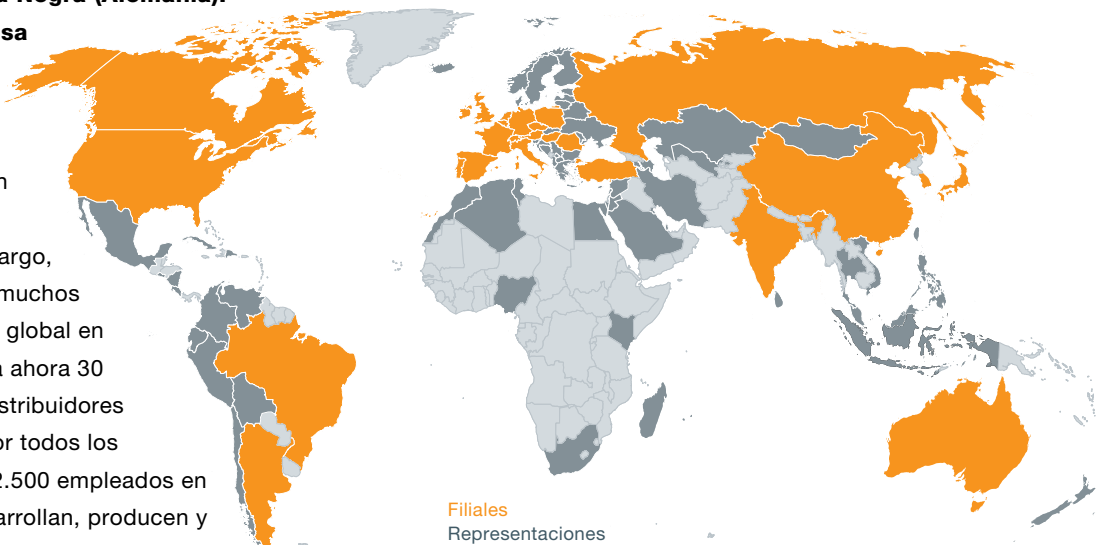 a Negra (Alemania).
sa
n
argo,
muchos
global en
a ahora 30
stribuidores
or todos los
2.500 empleados en
arrollan, producen y
Filiales
Representaciones